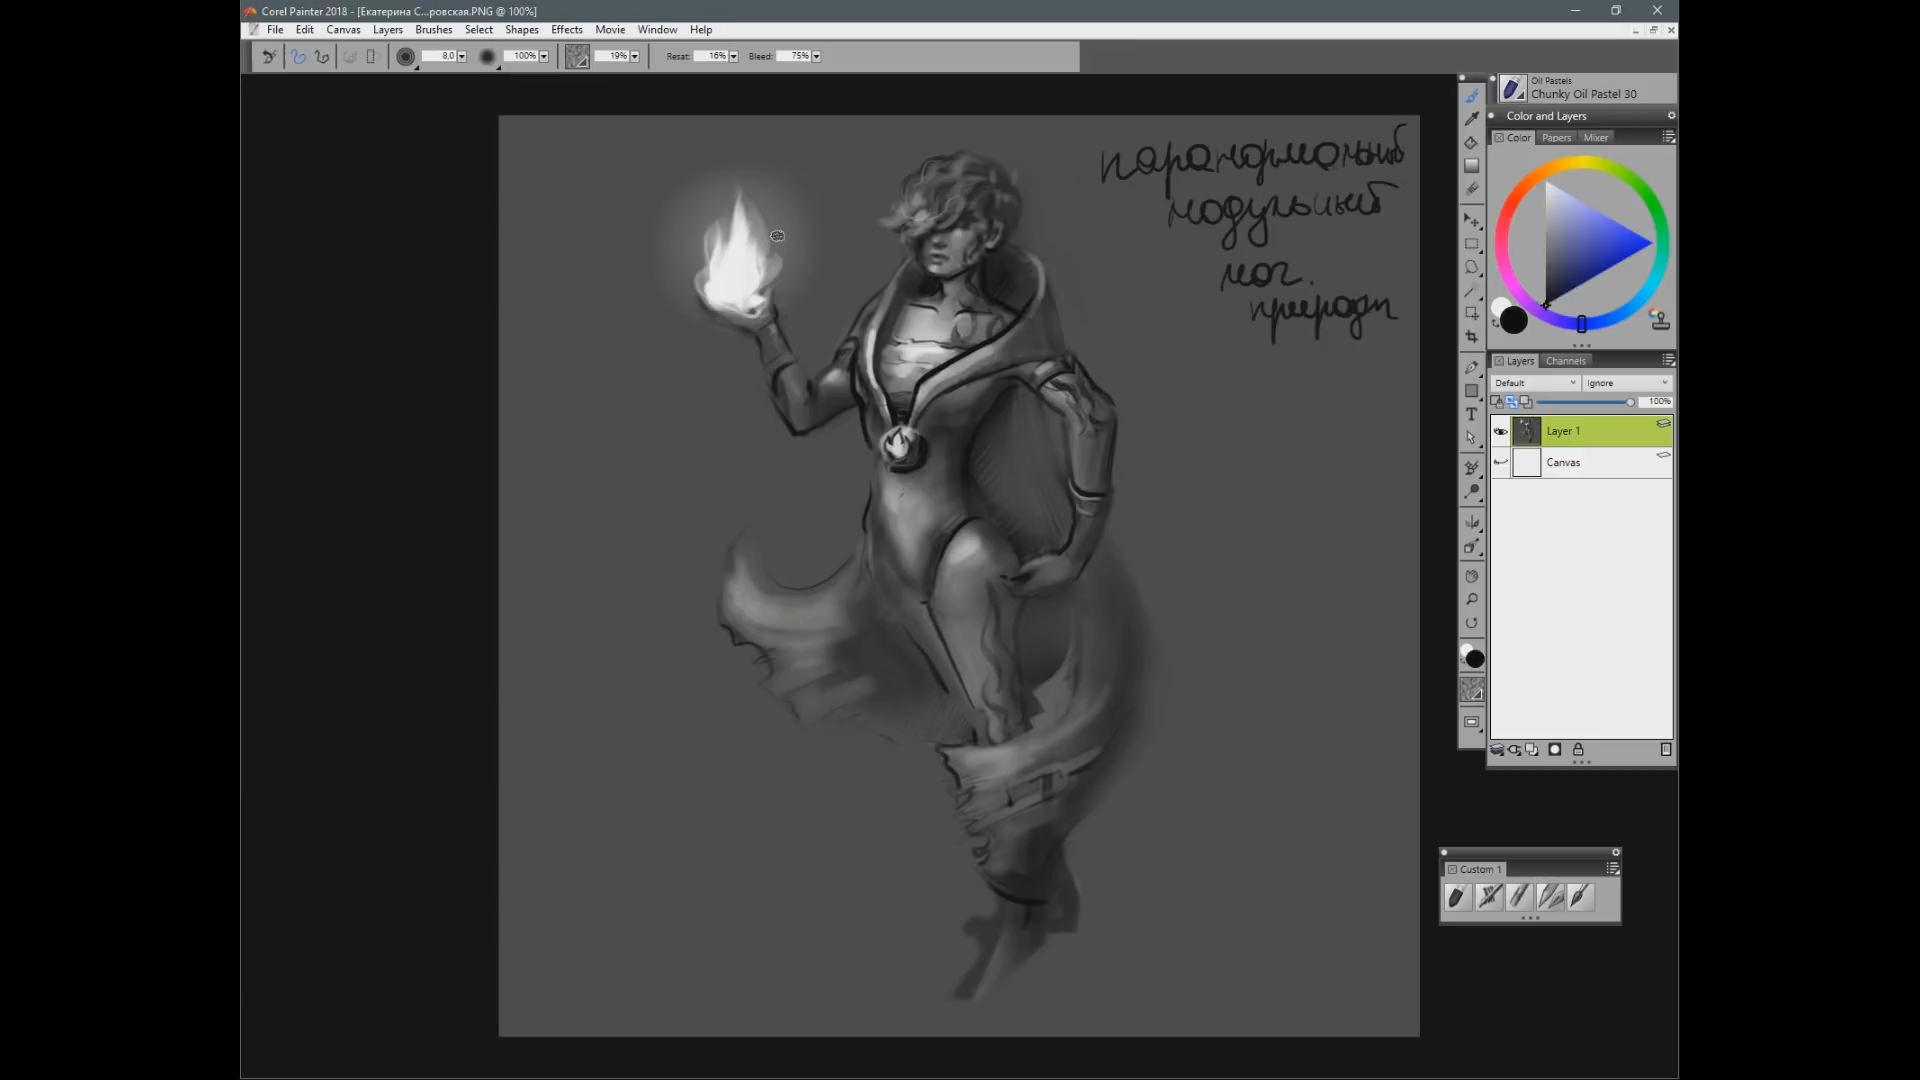 Corel Painter 2018 - [Екатерина С...ровская.PNG @ 100%]
File Edit Canvas Layers Brushes Select Shapes Effects Movie Window Help
8,0 100% 19% Resat: 16% Bleed: 75%
Oil Pastels
Chunky Oil Pastel 30
Color and Layers
Color Papers Mixer
паранормальный
модульный
маг.
природы
Layers Channels
Default Ignore
100%
Layer 1
Canvas
Custom 1